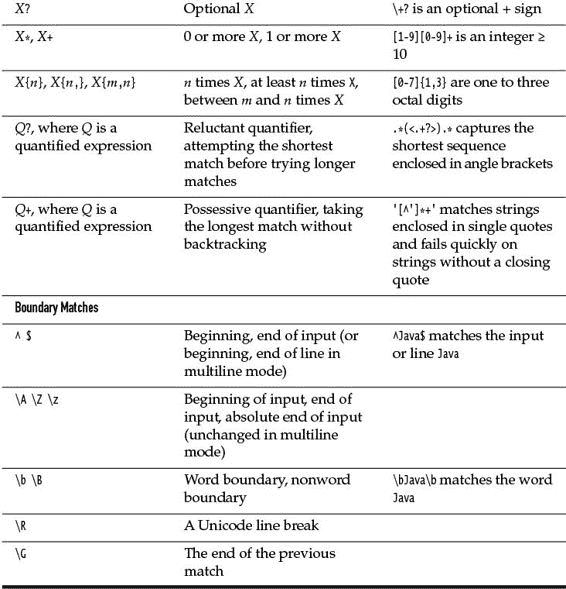 X? Optional X \+? is an optional + sign
X*, X+ 0 or more X, 1 or more X [1-9][0-9]+ is an integer ≥
10
X{n}, X{n,}, X{m,n} n times X, at least n times X, [0-7]{1,3} are one to three
between m and n times X octal digits
Q?, where Q is a Reluctant quantifier, .*(<.+?>).* captures the
quantified expression attempting the shortest shortest sequence
match before trying longer enclosed in angle brackets
matches
Q+, where Q is a Possessive quantifier, taking '[^']*+' matches strings
quantified expression the longest match without enclosed in single quotes
backtracking and fails quickly on
strings without a closing
quote
Boundary Matches
^ $ Beginning, end of input (or ^Java$ matches the input
beginning, end of line in or line Java
multiline mode)
\A \Z \z Beginning of input, end of
input, absolute end of input
(unchanged in multiline
mode)
\b \B Word boundary, nonword \bJava\b matches the word
boundary Java
\R A Unicode line break
\G The end of the previous
match